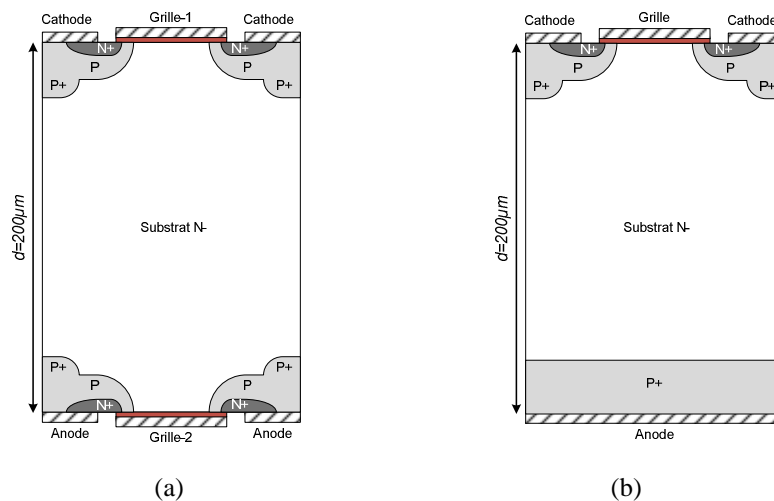 Cathode Grille-1 Cathode
N+ N+
P P
P+ P+
d=200µm
Substrat N-
P+ P+
P P
N+ N+
Anode Grille-2 Anode
(a)
Cathode Grille Cathode
N+ N+
P P
P+ P+
d=200µm
Substrat N-
P+
Anode
(b)